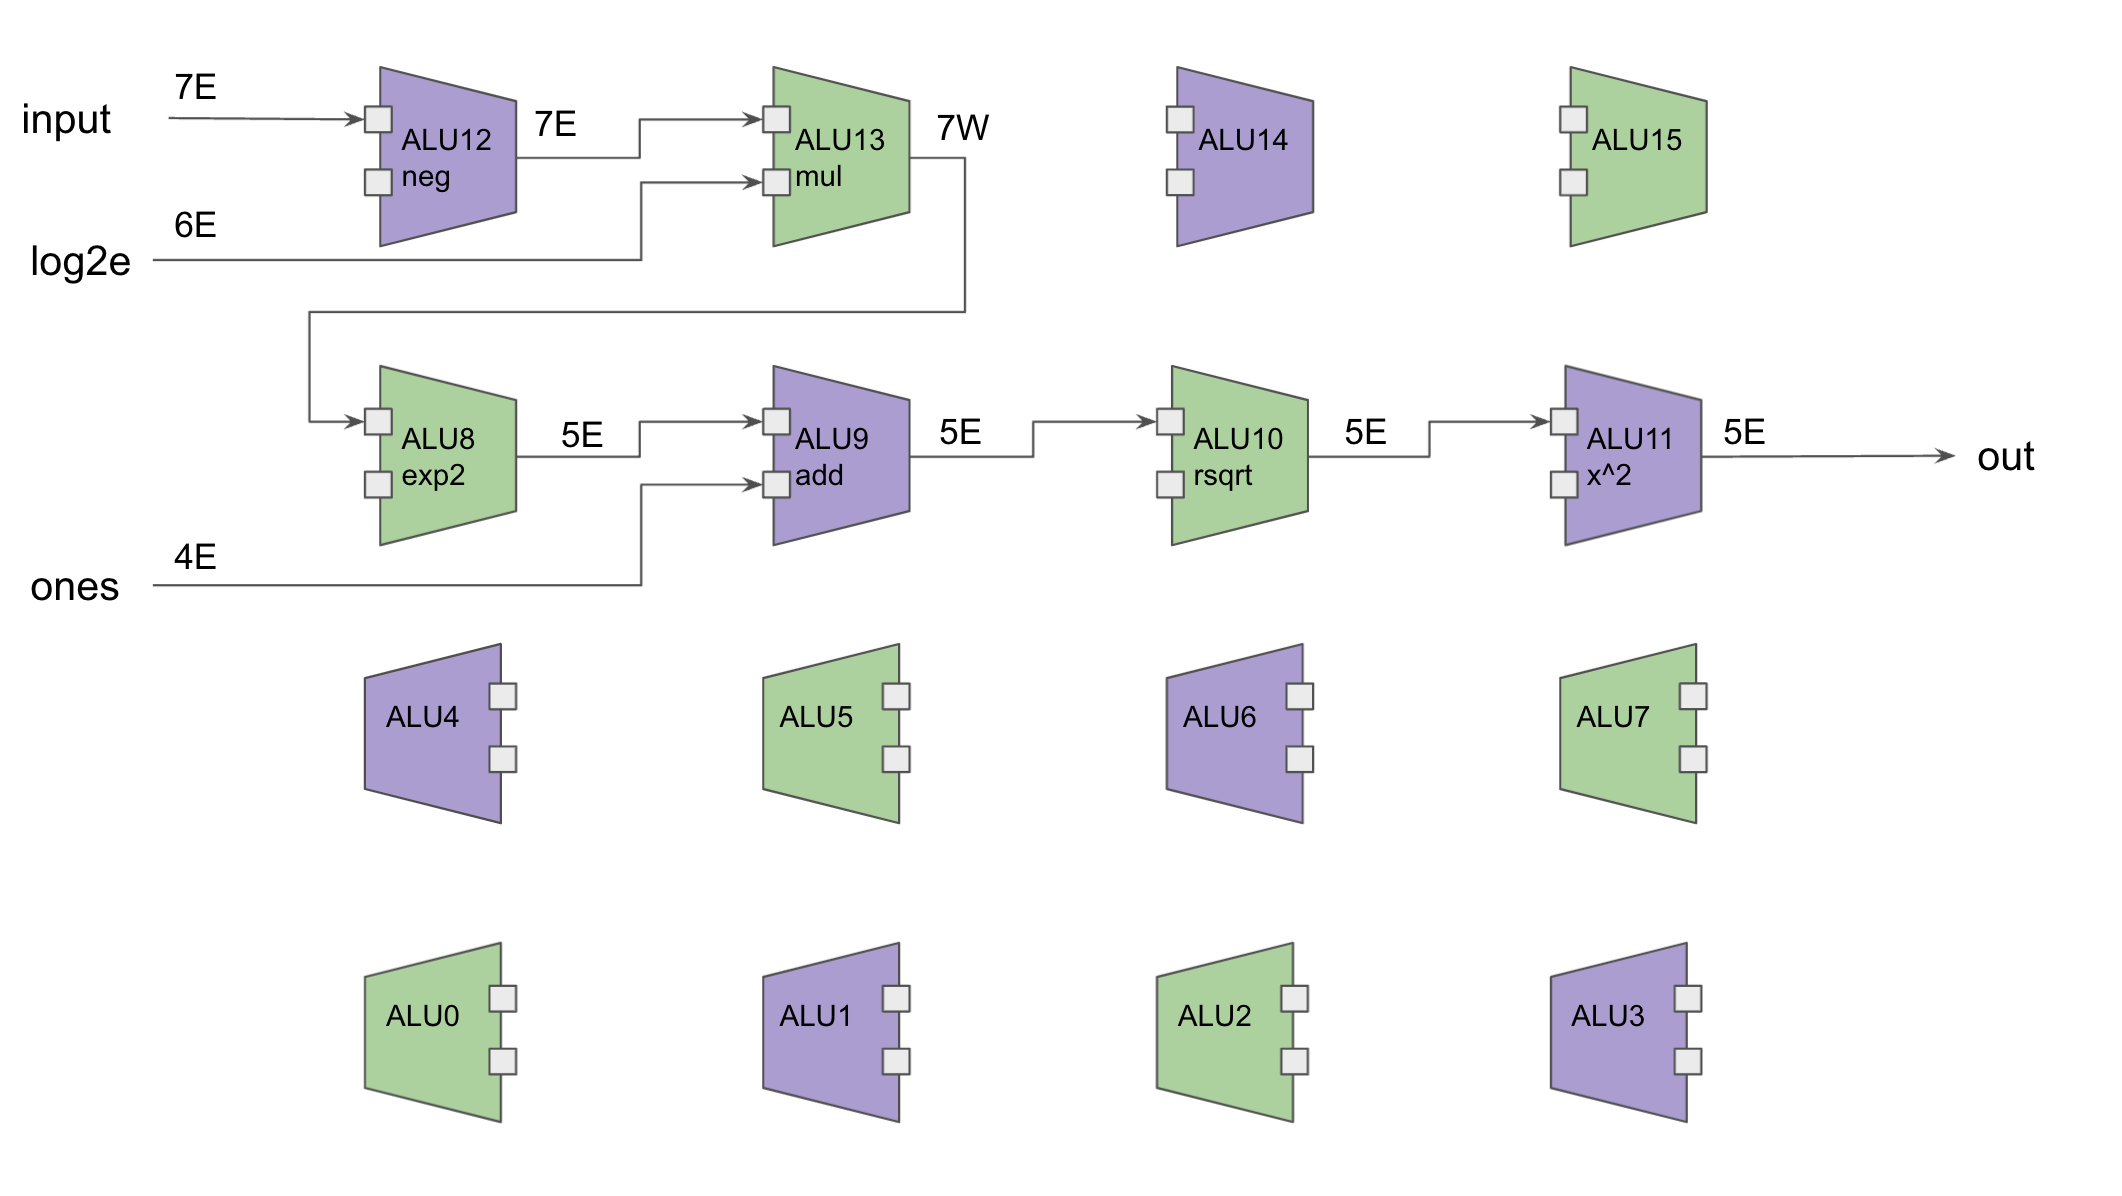 7E
input
ALU12
neg
7E
ALU13
mul
7W
ALU14
ALU15
6E
log2e
ALU8
exp2
5E
ALU9
add
5E
ALU10
rsqrt
5E
ALU11
x^2
5E
out
4E
ones
ALU4
ALU5
ALU6
ALU7
ALU0
ALU1
ALU2
ALU3